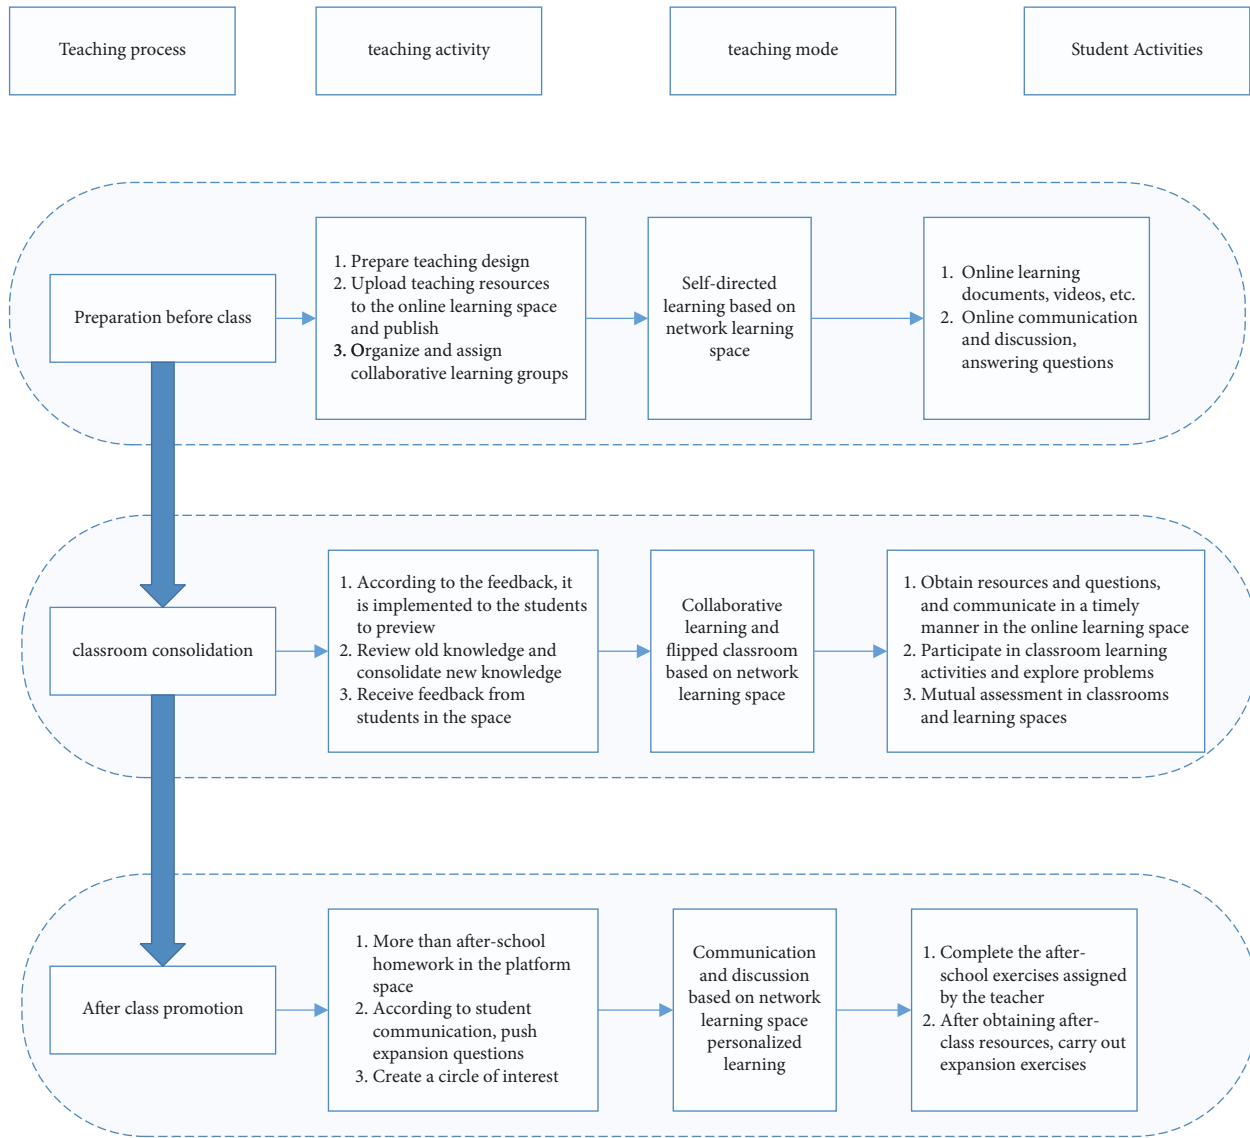 Teaching process
teaching activity
teaching mode
Student Activities
Preparation before class
1. Prepare teaching design
2. Upload teaching resources
to the online learning space
and publish
3. Organize and assign
collaborative learning groups
Self-directed
learning based on
network learning
space
1. Online learning
documents, videos, etc.
2. Online communication
and discussion,
answering questions
classroom consolidation
1. According to the feedback, it
is implemented to the students
to preview
2. Review old knowledge and
consolidate new knowledge
3. Receive feedback from
students in the space
Collaborative
learning and
flipped classroom
based on network
learning space
1. Obtain resources and questions,
and communicate in a timely
manner in the online learning space
2. Participate in classroom learning
activities and explore problems
3. Mutual assessment in classrooms
and learning spaces
After class promotion
1. More than after-school
homework in the platform
space
2. According to student
communication, push
expansion questions
3. Create a circle of interest
Communication
and discussion
based on network
learning space
personalized
learning
1. Complete the after-
school exercises assigned
by the teacher
2. After obtaining after-
class resources, carry out
expansion exercises